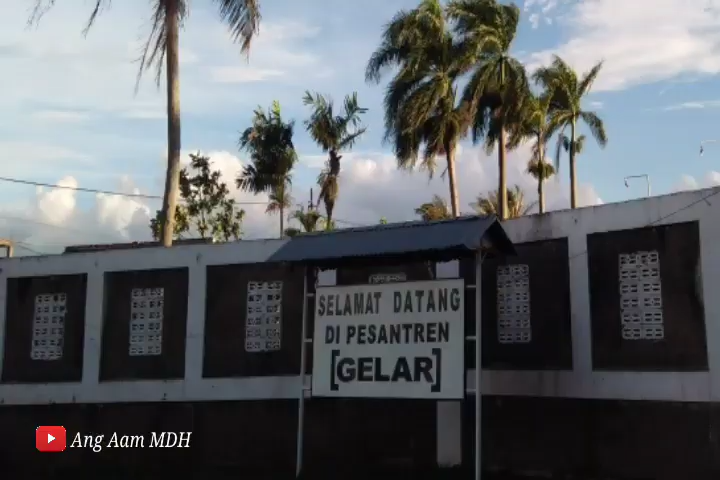 SELAMAT DATANG
DI PESANTREN
[GELAR]
Ang Aam MDH